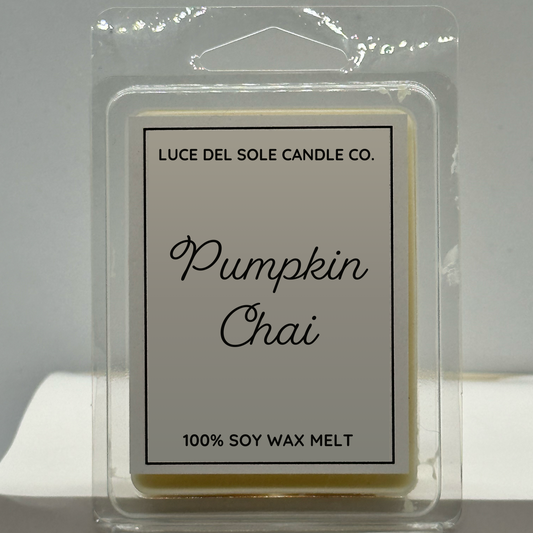 LUCE DEL SOLE CANDLE CO.
Pumpkin
Chai
100% SOY WAX MELT